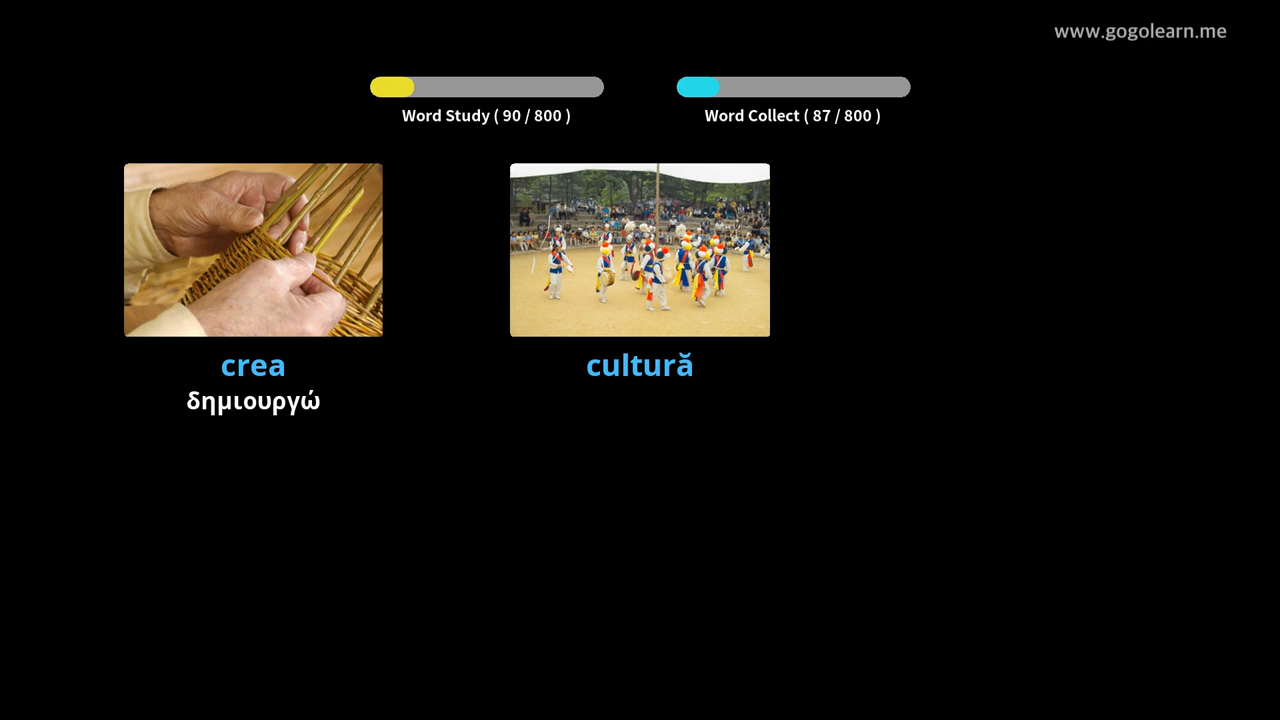 www.gogolearn.me
Word Study ( 90 / 800 )
Word Collect ( 87 / 800 )
crea
δημιουργώ
cultură